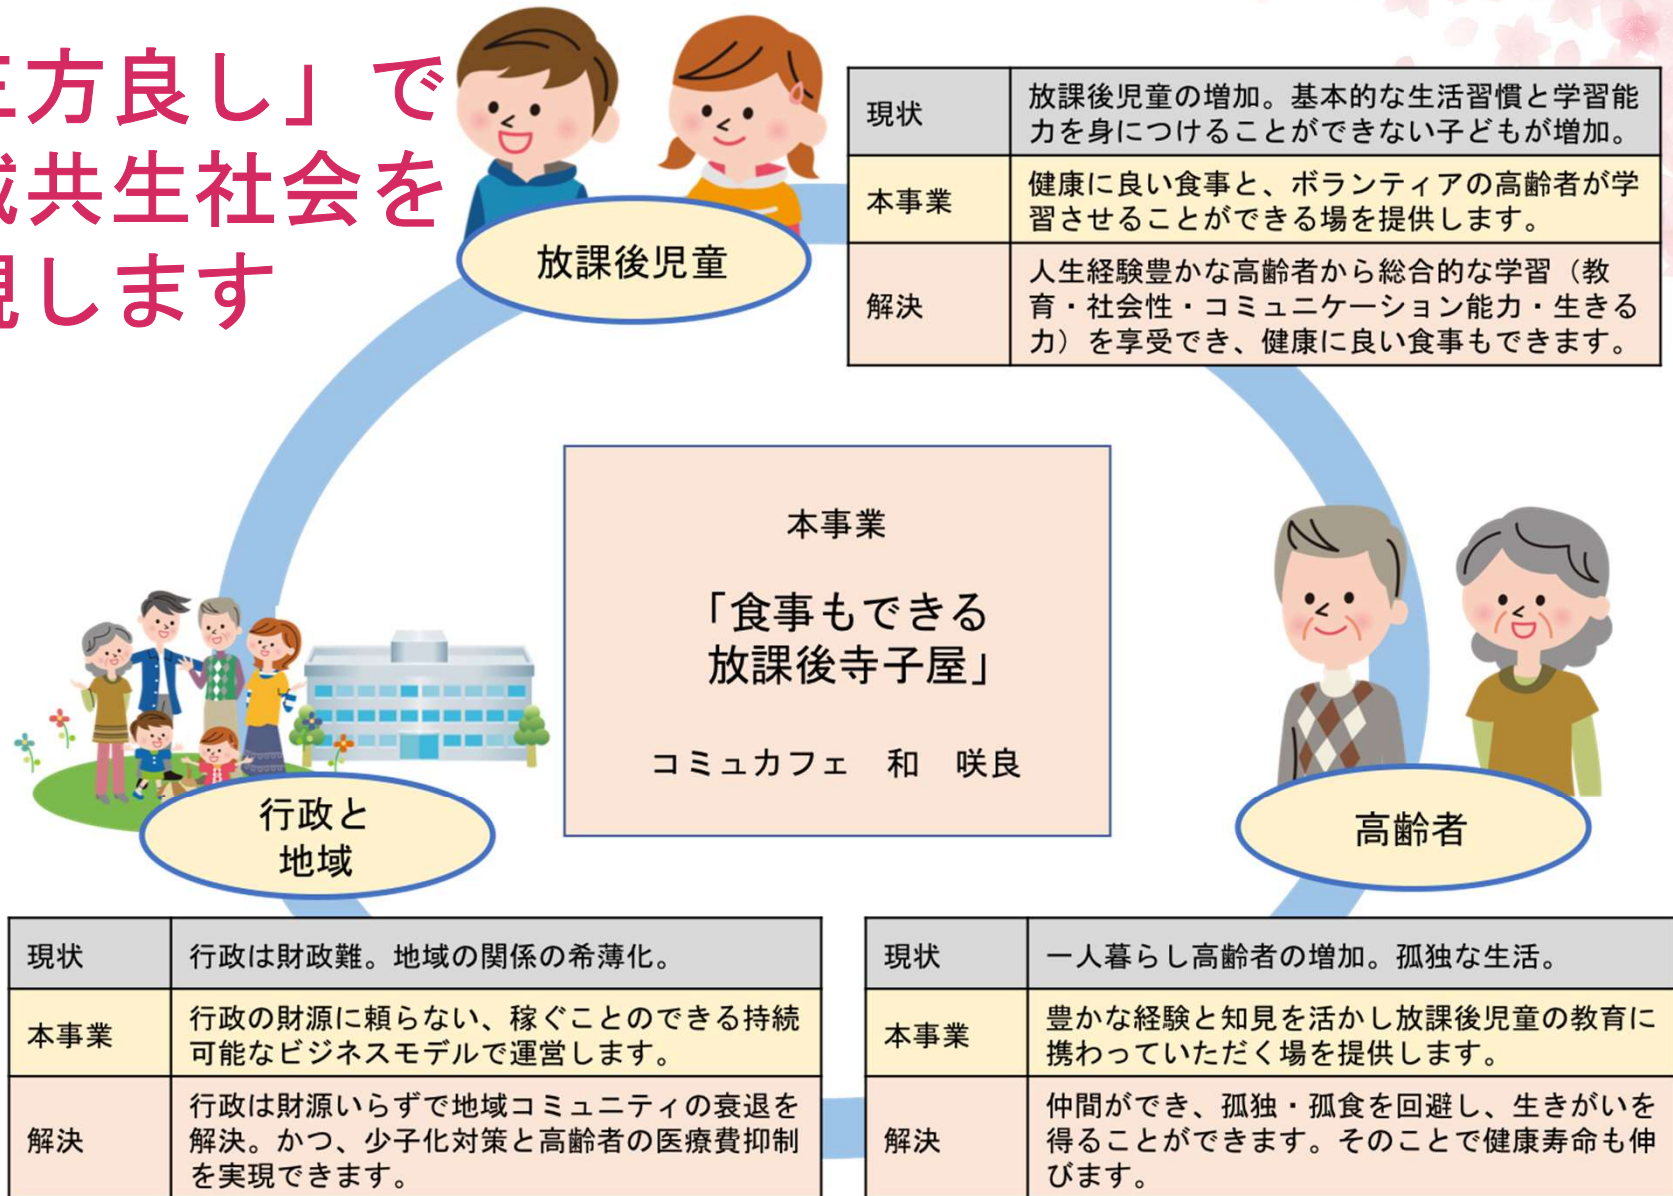 三方良し」で
域共生社会を
現します
放課後児童
現状
放課後児童の増加。基本的な生活習慣と学習能
力を身につけることができない子どもが増加。
本事業
健康に良い食事と、ボランティアの高齢者が学
習させることができる場を提供します。
解決
人生経験豊かな高齢者から総合的な学習（教
育・社会性・コミュニケーション能力・生きる
力）を享受でき、健康に良い食事もできます。
本事業
「食事もできる
放課後寺子屋」
コミュカフェ　和　咲良
行政と
地域
高齢者
現状
行政は財政難。地域の関係の希薄化。
本事業
行政の財源に頼らない、稼ぐことのできる持続
可能なビジネスモデルで運営します。
解決
行政は財源いらずで地域コミュニティの衰退を
解決。かつ、少子化対策と高齢者の医療費抑制
を実現できます。
現状
一人暮らし高齢者の増加。孤独な生活。
本事業
豊かな経験と知見を活かし放課後児童の教育に
携わっていただく場を提供します。
解決
仲間ができ、孤独・孤食を回避し、生きがいを
得ることができます。そのことで健康寿命も伸
びます。